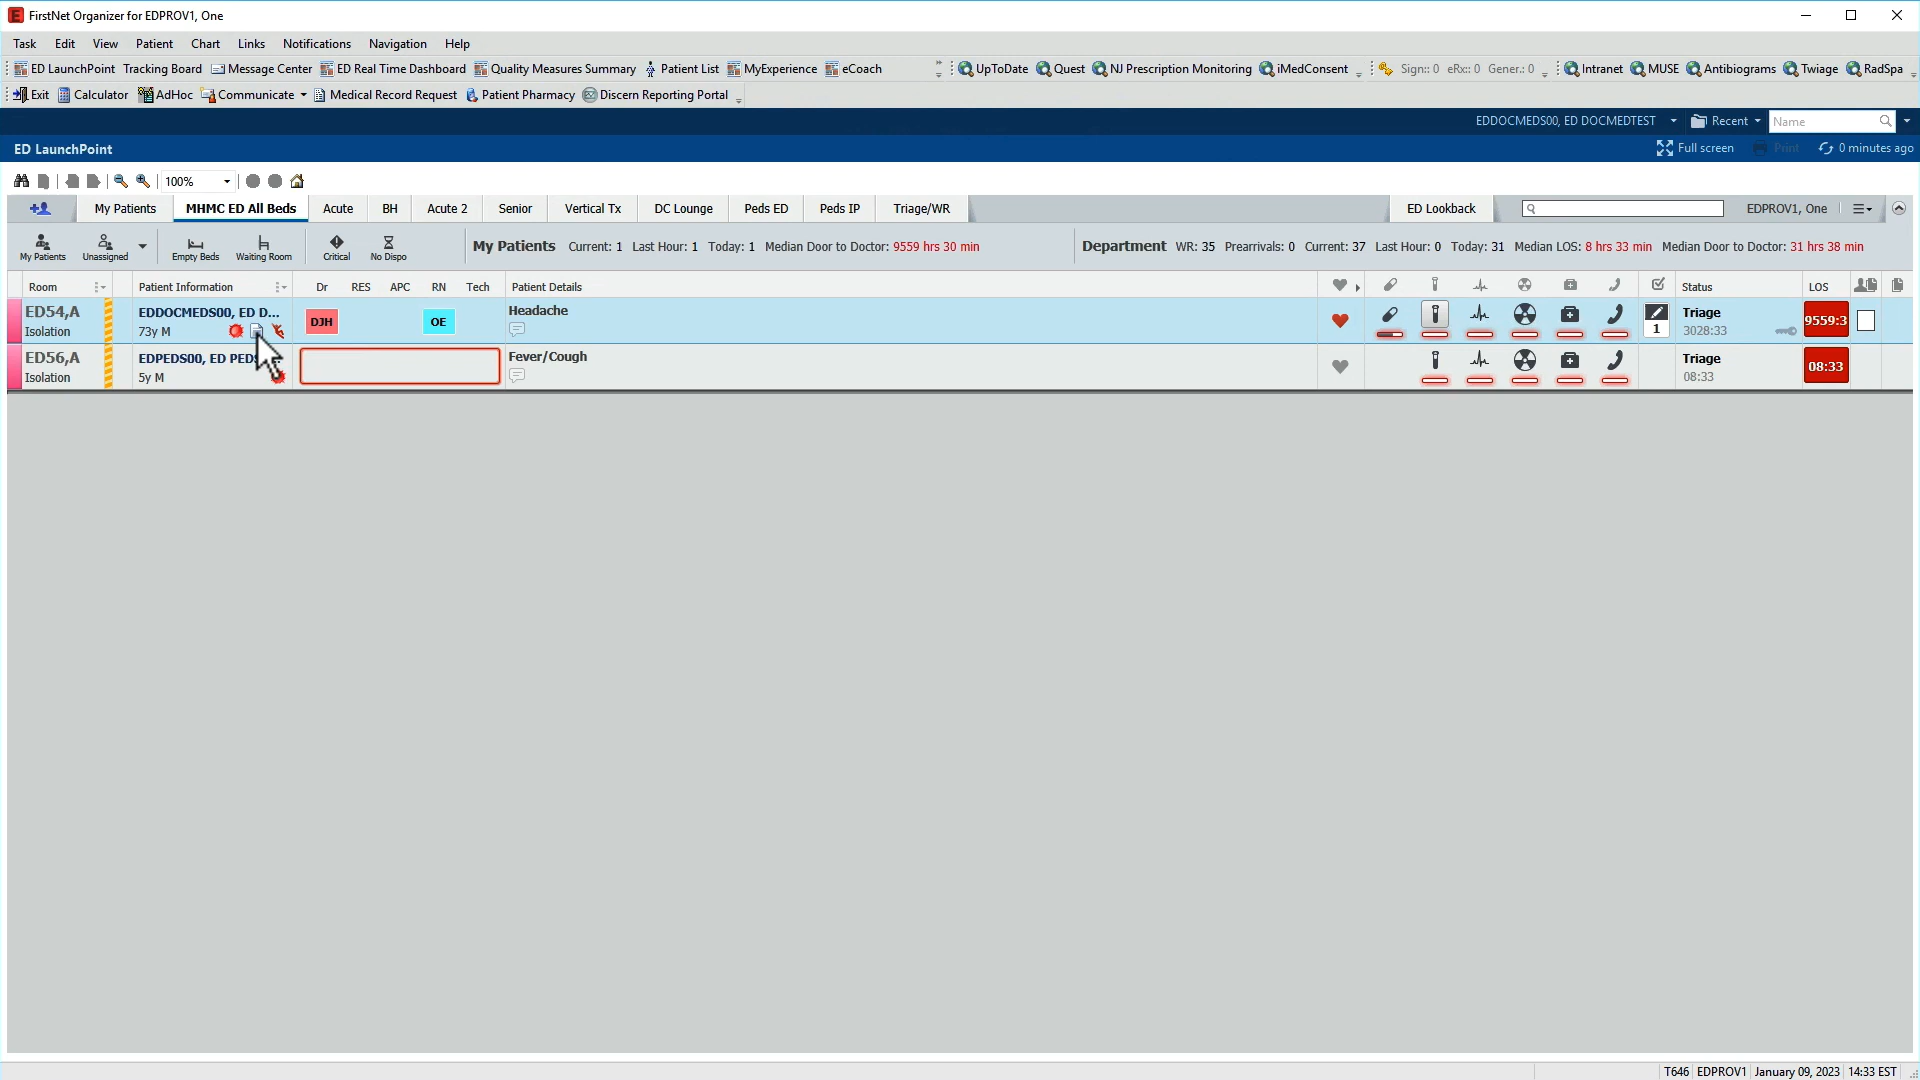 FirstNet Organizer for EDPROV1, One
Task Edit View Patient Chart Links Notifications Navigation Help
ED LaunchPoint Tracking Board Message Center ED Real Time Dashboard Quality Measures Summary Patient List MyExperience eCoach UpToDate Quest NJ Prescription Monitoring iMedConsent Sign:: 0 eRx:: 0 Gener.: 0 Intranet MUSE Antibiograms Twiage RadSpa
Exit Calculator AdHoc Communicate Medical Record Request Patient Pharmacy Discern Reporting Portal
EDDOCMEDS00, ED DOCMEDTEST Recent Name
ED LaunchPoint Full screen Print 0 minutes ago
100%
My Patients MHMC ED All Beds Acute BH Acute 2 Senior Vertical Tx DC Lounge Peds ED Peds IP Triage/WR ED Lookback EDPROV1, One
My Patients Unassigned Empty Beds Waiting Room Critical No Dispo My Patients Current: 1 Last Hour: 1 Today: 1 Median Door to Doctor: 9559 hrs 30 min Department WR: 35 Prearrivals: 0 Current: 37 Last Hour: 0 Today: 31 Median LOS: 8 hrs 33 min Median Door to Doctor: 31 hrs 38 min
Room Patient Information Dr RES APC RN Tech Patient Details Status LOS
ED54,A EDDOCMEDS00, ED D... DJH OE Headache 1 Triage 9559:3
Isolation 73y M 3028:33
ED56,A EDPEDS00, ED PEDS Fever/Cough Triage 08:33
Isolation 5y M 08:33
T646 EDPROV1 January 09, 2023 14:33 EST